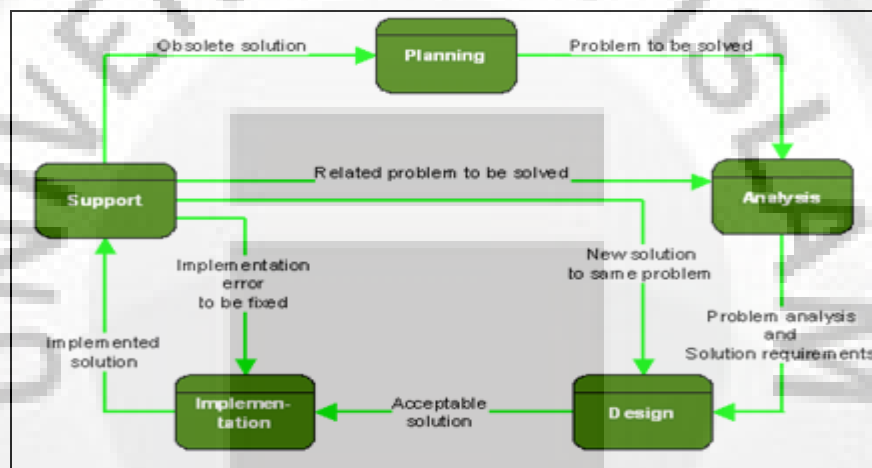 Obsolete solution
Planning
Problem to be solved
Support
Related problem to be solved
Analysis
Implementation
error
to be fixed
New solution
to same problem
Problem analysis
and
Solution requirements
Implemented
solution
Implemen-
tation
Acceptable
solution
Design